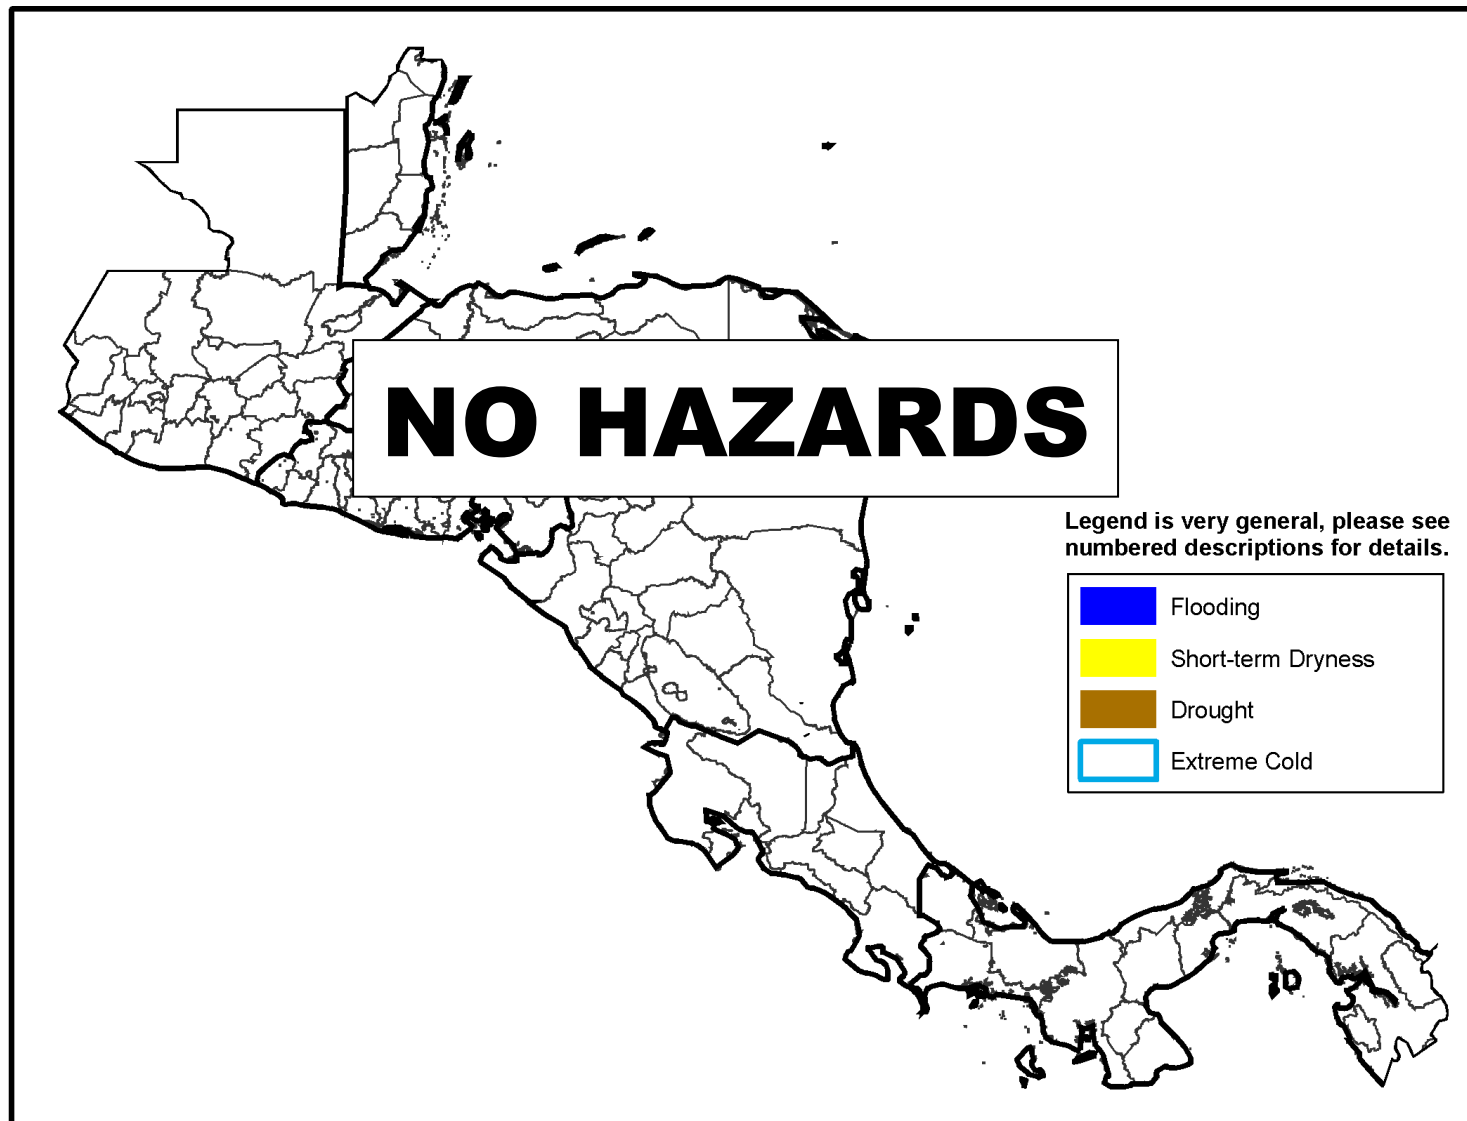 NO HAZARDS
Legend is very general, please see
numbered descriptions for details.
Flooding
Short-term Dryness
Drought
Extreme Cold